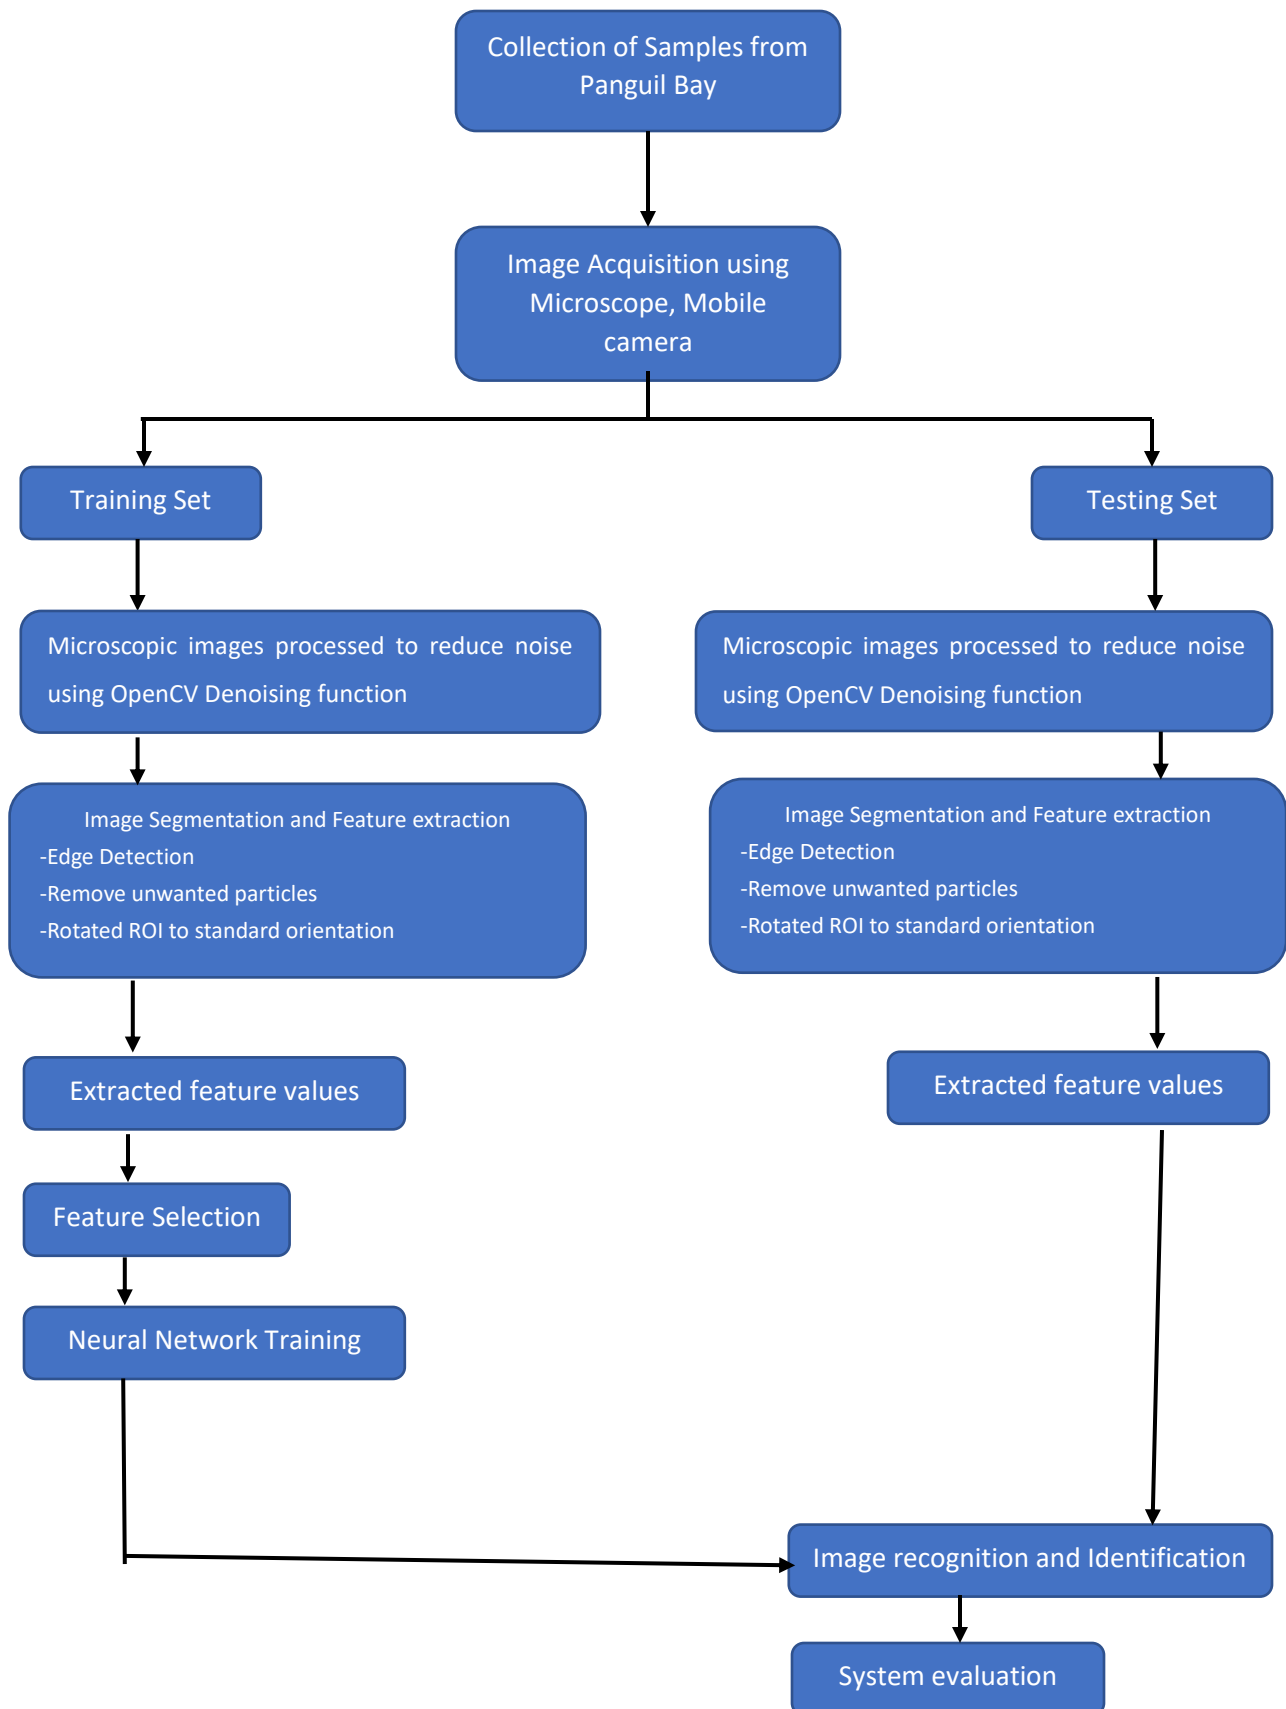 Collection of Samples from
Panguil Bay
Image Acquisition using
Microscope, Mobile
camera
Training Set
Testing Set
Microscopic images processed to reduce noise
using OpenCV Denoising function
Microscopic images processed to reduce noise
using OpenCV Denoising function
Image Segmentation and Feature extraction
-Edge Detection
-Remove unwanted particles
-Rotated ROI to standard orientation
Image Segmentation and Feature extraction
-Edge Detection
-Remove unwanted particles
-Rotated ROI to standard orientation
Extracted feature values
Extracted feature values
Feature Selection
Neural Network Training
Image recognition and Identification
System evaluation